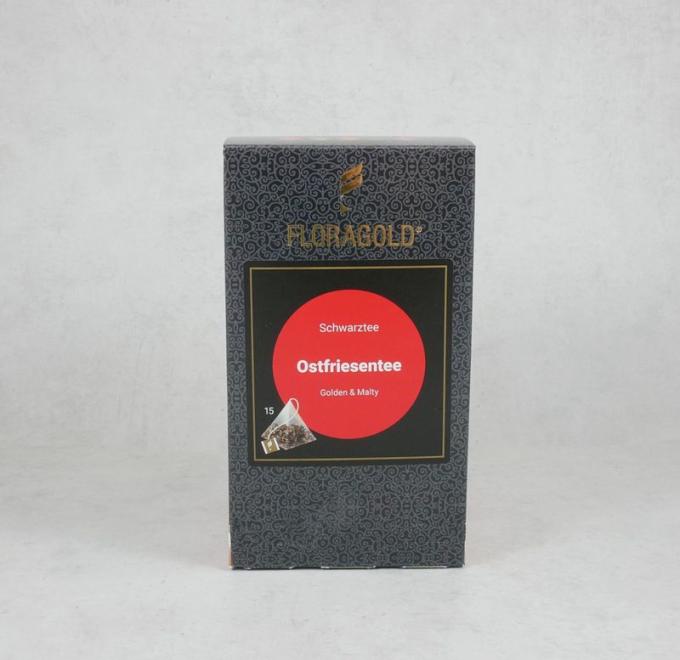 FLORAGOLD®
Schwarztee
Ostfriesentee
Golden & Malty
15